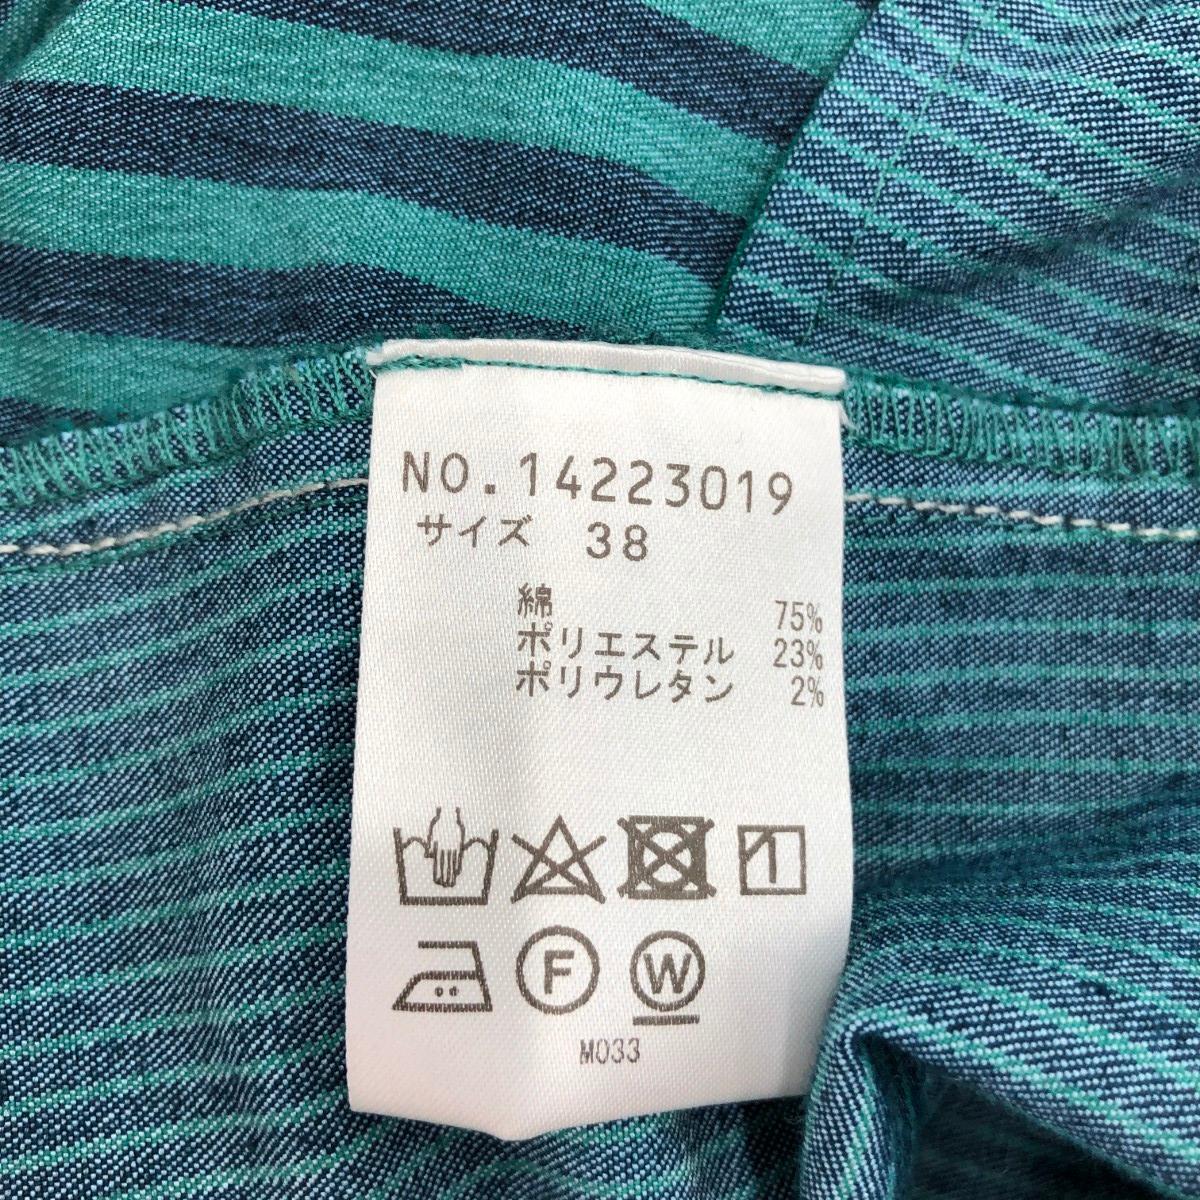 NO.14223019
サイズ 38
綿 75%
ポリエステル 23%
ポリウレタン 2%
F W
M033